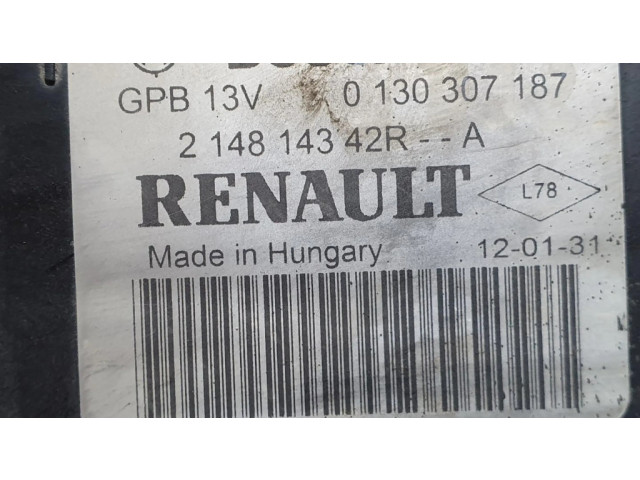 GPB 13V 0 130 307 187
2 148 143 42R - - A
RENAULT L78
Made in Hungary 12-01-31